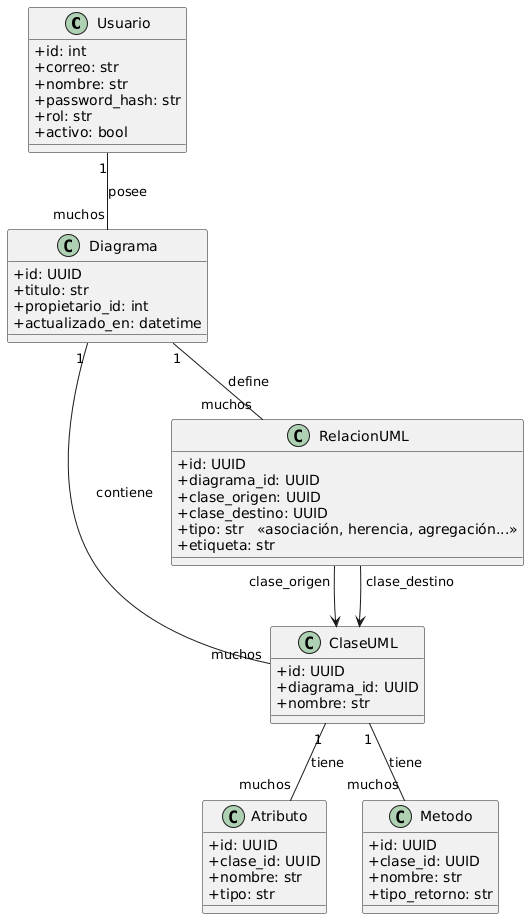 C Usuario
+id: int
+correo: str
+nombre: str
+password_hash: str
+rol: str
+activo: bool
1
posee
muchos
C Diagrama
+id: UUID
+titulo: str
+propietario_id: int
+actualizado_en: datetime
1 1
define
muchos
C RelacionUML
+id: UUID
+diagrama_id: UUID
+clase_origen: UUID
+clase_destino: UUID
+tipo: str «asociación, herencia, agregación...»
+etiqueta: str
contiene
clase_origen clase_destino
muchos
C ClaseUML
+id: UUID
+diagrama_id: UUID
+nombre: str
1 1
tiene tiene
muchos muchos
C Atributo
+id: UUID
+clase_id: UUID
+nombre: str
+tipo: str
C Metodo
+id: UUID
+clase_id: UUID
+nombre: str
+tipo_retorno: str